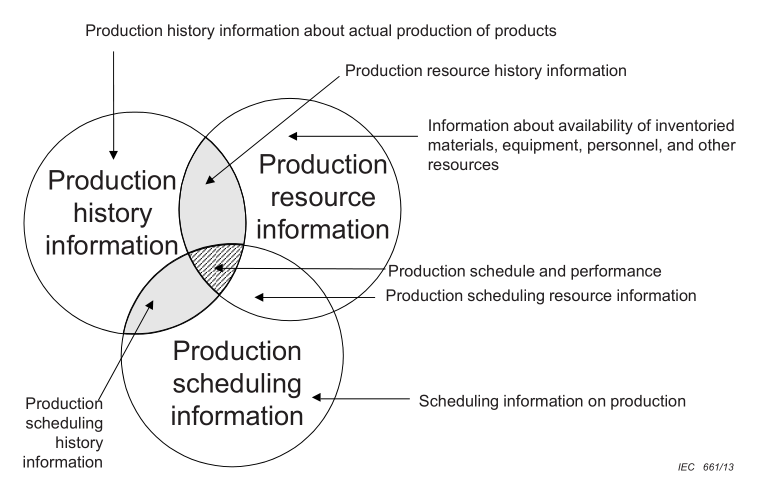 Production history information about actual production of products
Production resource history information
Information about availability of inventoried
materials, equipment, personnel, and other
resources
Production
history
information
Production
resource
information
Production schedule and performance
Production scheduling resource information
Production
scheduling
information
Scheduling information on production
Production
scheduling
history
information
IEC 661/13